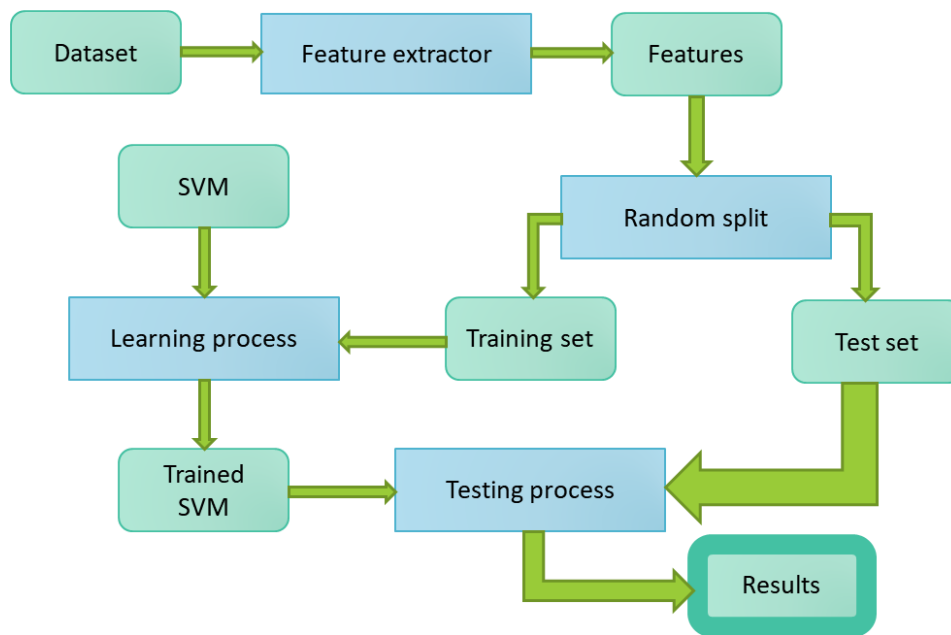 Dataset
Feature extractor
Features
SVM
Random split
Learning process
Training set
Test set
Trained
SVM
Testing process
Results